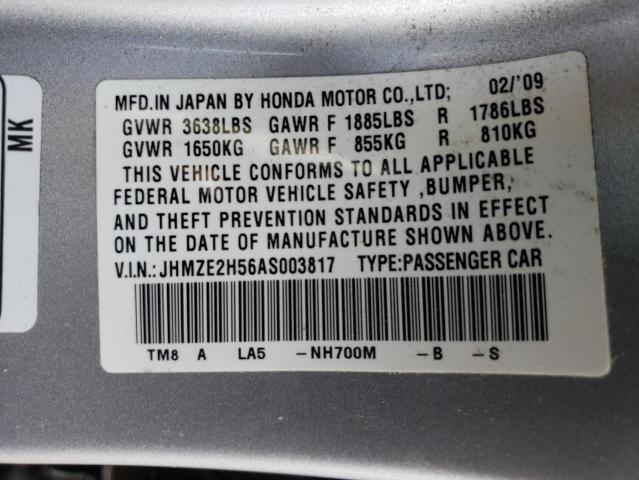 MFD.IN JAPAN BY HONDA MOTOR CO.,LTD; 02/'09
GVWR 3638LBS GAWR F 1885LBS R 1786LBS
GVWR 1650KG GAWR F 855KG R 810KG
THIS VEHICLE CONFORMS TO ALL APPLICABLE
FEDERAL MOTOR VEHICLE SAFETY ,BUMPER,
AND THEFT PREVENTION STANDARDS IN EFFECT
ON THE DATE OF MANUFACTURE SHOWN ABOVE.
V.I.N.:JHMZE2H56AS003817 TYPE:PASSENGER CAR
TM8 A LA5 -NH700M -B -S
MK